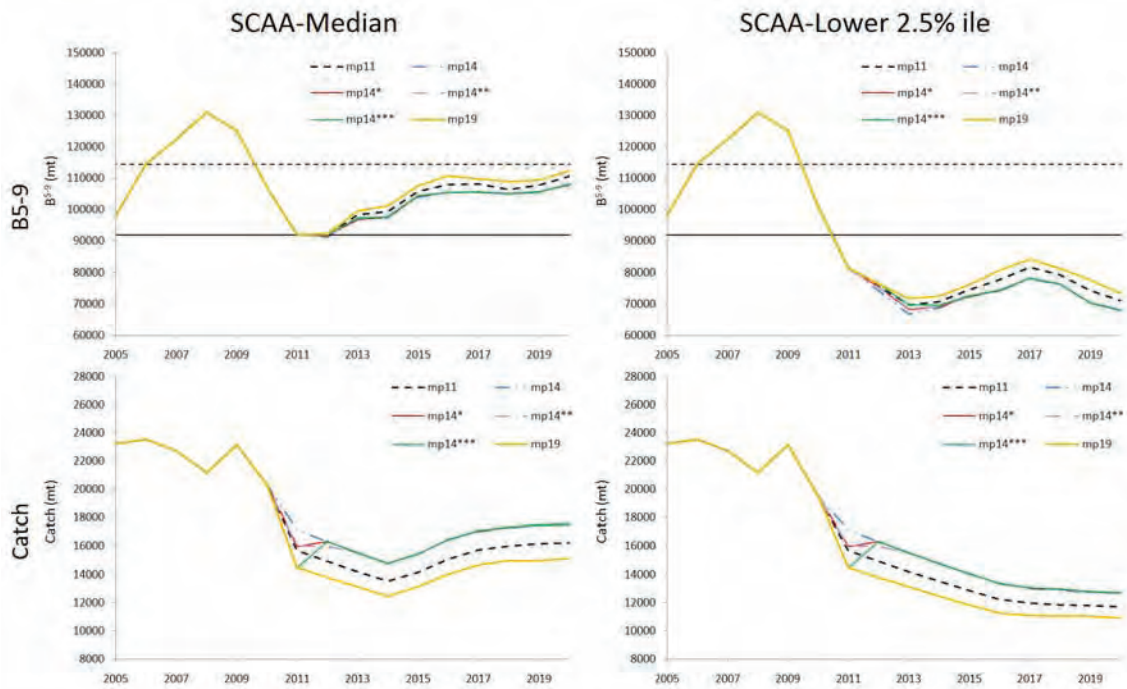 SCAA-Median
SCAA-Lower 2.5% ile
B5-9
B⁵⁻⁹ (mt)
150000
140000
130000
120000
110000
100000
90000
80000
70000
60000
mp11
mp14
mp14*
mp14**
mp14***
mp19
2005
2007
2009
2011
2013
2015
2017
2019
B⁵⁻⁹ (mt)
150000
140000
130000
120000
110000
100000
90000
80000
70000
60000
mp11
mp14
mp14*
mp14**
mp14***
mp19
2005
2007
2009
2011
2013
2015
2017
2019
Catch
Catch (mt)
28000
26000
24000
22000
20000
18000
16000
14000
12000
10000
8000
mp11
mp14
mp14*
mp14**
mp14***
mp19
2005
2007
2009
2011
2013
2015
2017
2019
Catch (mt)
28000
26000
24000
22000
20000
18000
16000
14000
12000
10000
8000
mp11
mp14
mp14*
mp14**
mp14***
mp19
2005
2007
2009
2011
2013
2015
2017
2019